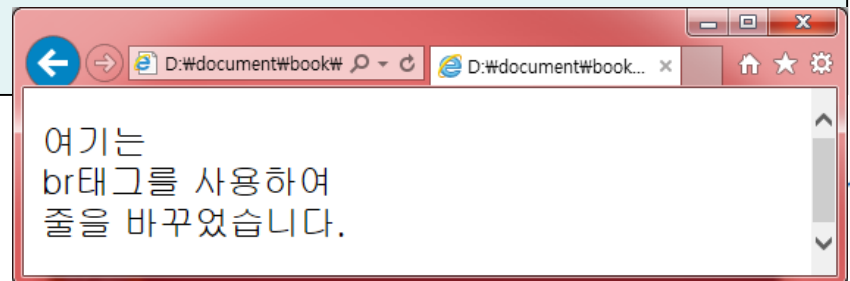 D:₩document₩book₩
D:₩document₩book...
여기는
br태그를 사용하여
줄을 바꾸었습니다.